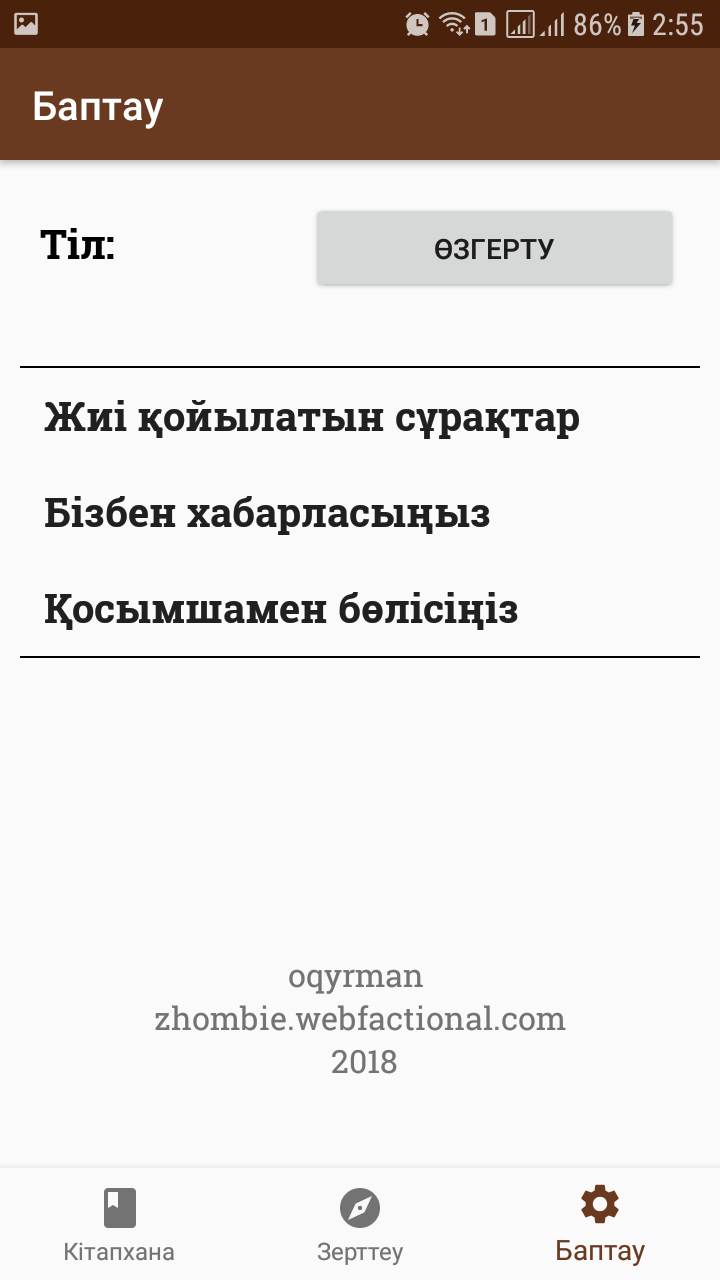 1 86% 2:55
Баптау
Тіл:
ӨЗГЕРТУ
Жиі қойылатын сұрақтар
Бізбен хабарласыңыз
Қосымшамен бөлісіңіз
oqyrman
zhombie.webfactional.com
2018
Кітапхана
Зерттеу
Баптау